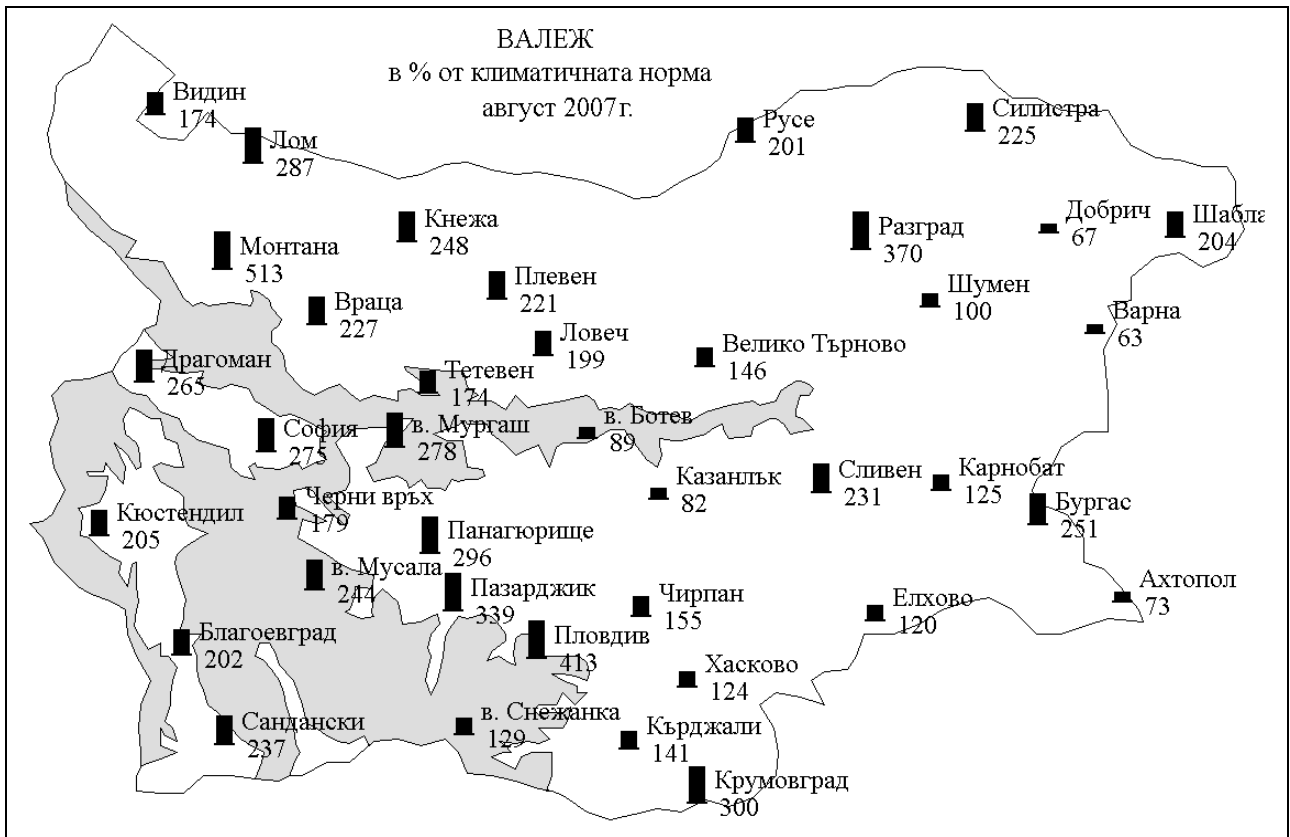 ВАЛЕЖ
в % от климатичната норма
август 2007г.
Видин
174
Лом
287
Русе
201
Силистра
225
Кнежа
248
Монтана
513
Разград
370
Добрич
67
Шабла
204
Плевен
221
Враца
227
Шумен
100
Варна
63
Ловеч
199
Велико Търново
146
Драгоман
265
Тетевен
174
София
275
в. Мургаш
278
в. Ботев
89
Казанлък
82
Сливен
231
Карнобат
125
Бургас
251
Черни връх
179
Кюстендил
205
Панагюрище
296
в. Мусала
244
Пазарджик
339
Чирпан
155
Елхово
120
Ахтопол
73
Благоевград
202
Пловдив
413
Хасково
124
Сандански
237
в. Снежанка
129
Кърджали
141
Крумовград
300